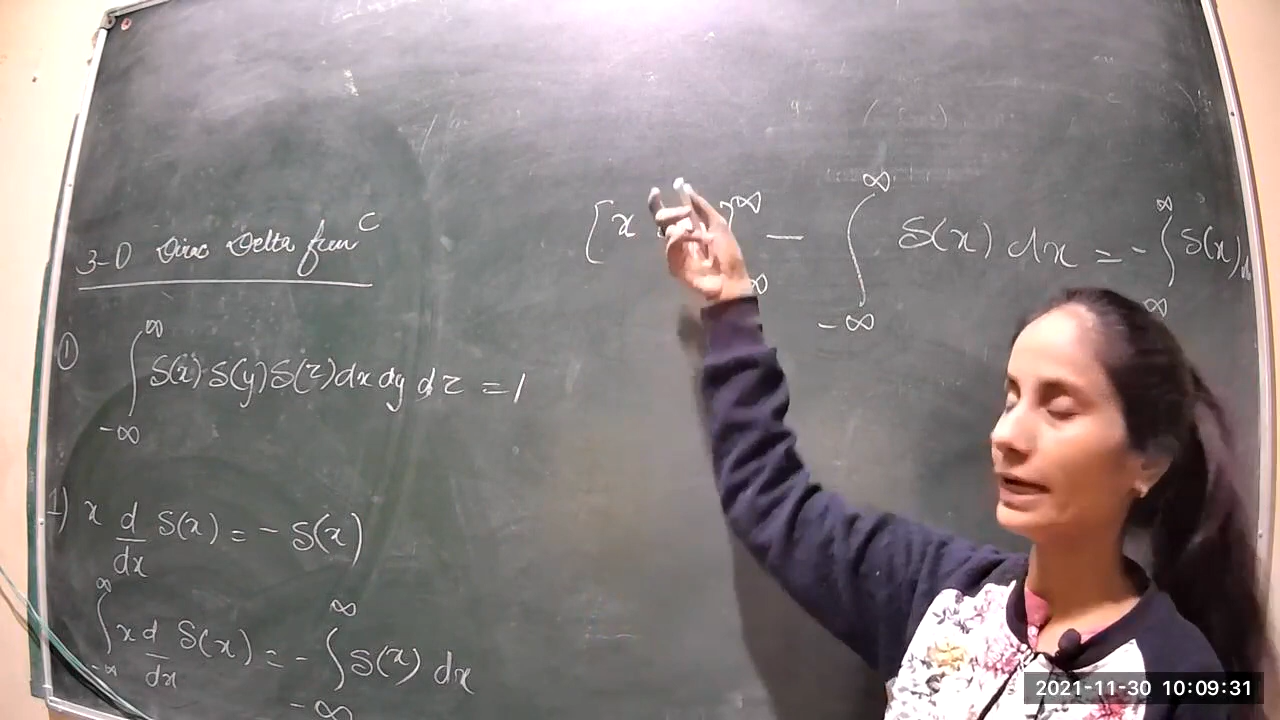 3-D Dirac Delta funᶜ
① ∫_{-∞}^{∞} δ(x) δ(y) δ(z) dx dy dz = 1
1) x d/dx δ(x) = - δ(x)
∫_{-∞}^{∞} x d/dx δ(x) = - ∫_{-∞}^{∞} δ(x) dx
[x ]^{∞} - ∫_{-∞}^{∞} δ(x) dx = - ∫_{∞}^{∞} δ(x)
2021-11-30 10:09:31